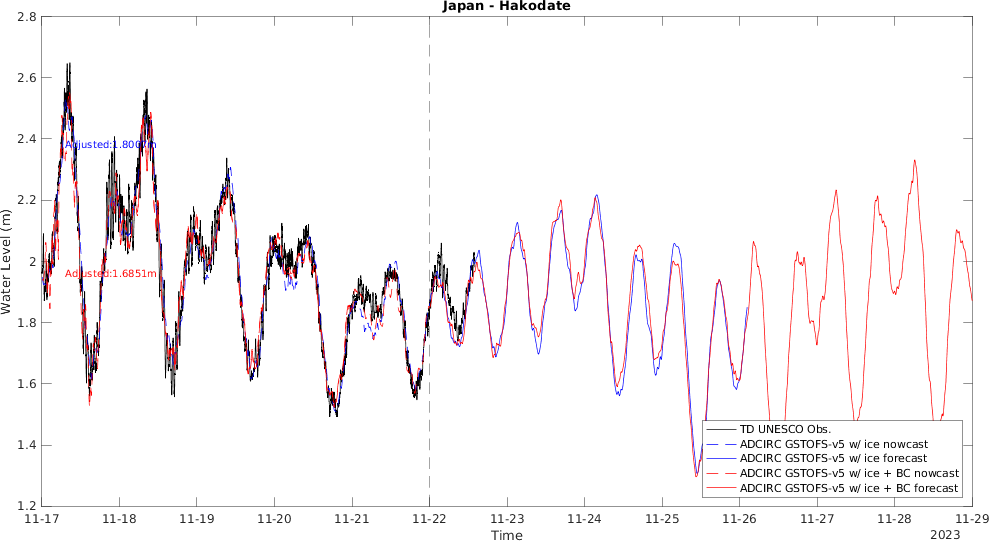 Japan - Hakodate
2.8
2.6
2.4
2.2
2
1.8
1.6
1.4
1.2
Water Level (m)
Adjusted:1.6851m
TD UNESCO Obs.
ADCIRC GSTOFS-v5 w/ ice nowcast
ADCIRC GSTOFS-v5 w/ ice forecast
ADCIRC GSTOFS-v5 w/ ice + BC nowcast
ADCIRC GSTOFS-v5 w/ ice + BC forecast
11-17 11-18 11-19 11-20 11-21 11-22 11-23 11-24 11-25 11-26 11-27 11-28 11-29
Time
2023